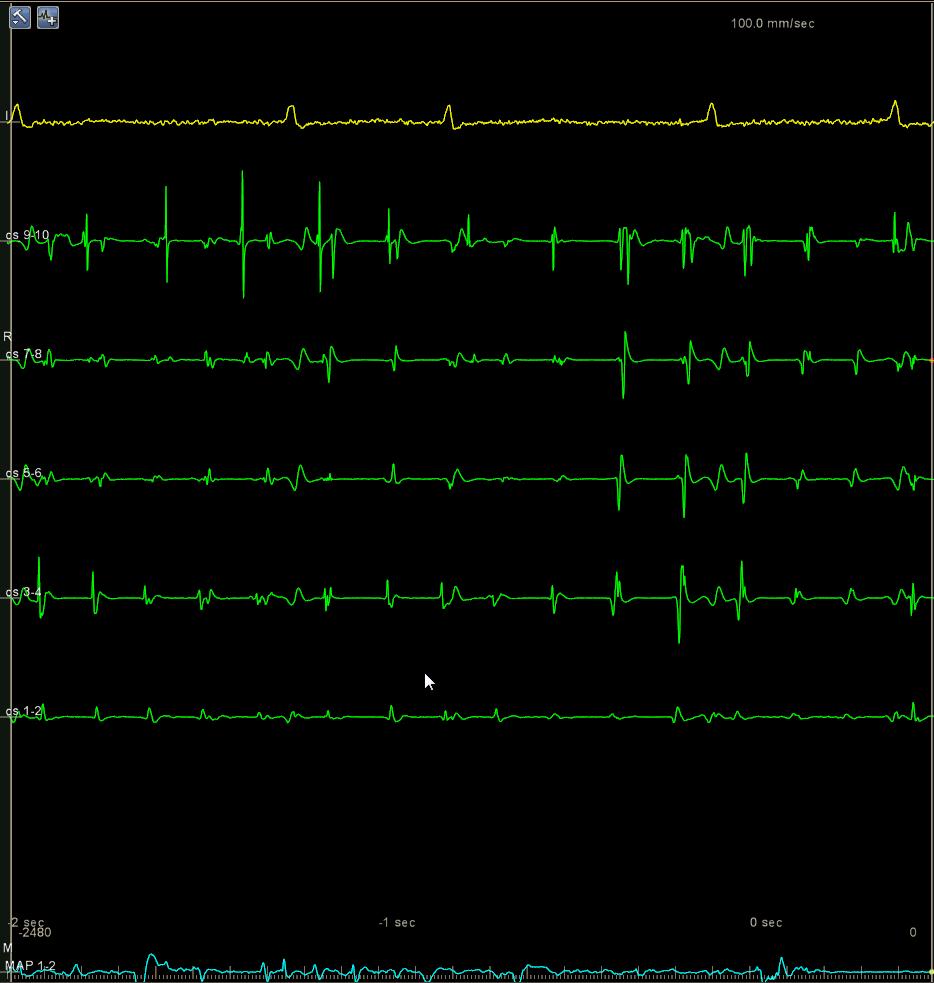 100.0 mm/sec
I
cs 9-10
R
cs 7-8
cs 5-6
cs 3-4
cs 1-2
-2 sec
-1 sec
0 sec
-2480
0
M
MAP 1-2